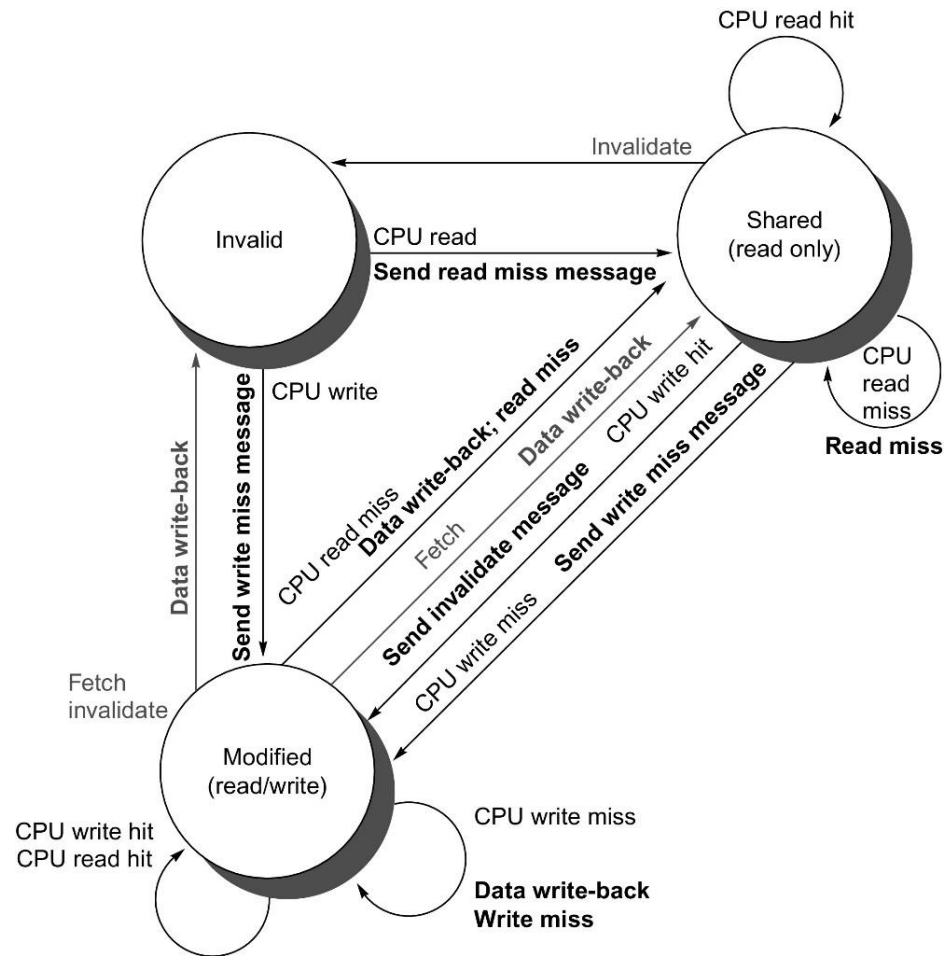 CPU read hit
Invalidate
Invalid
Shared
(read only)
CPU read
Send read miss message
CPU write
Send write miss message
Data write-back
Fetch
invalidate
CPU read miss
Data write-back; read miss
Fetch
Data write-back
CPU write hit
Send invalidate message
CPU write miss
Send write miss message
CPU
read
miss
Read miss
Modified
(read/write)
CPU write hit
CPU read hit
CPU write miss
Data write-back
Write miss